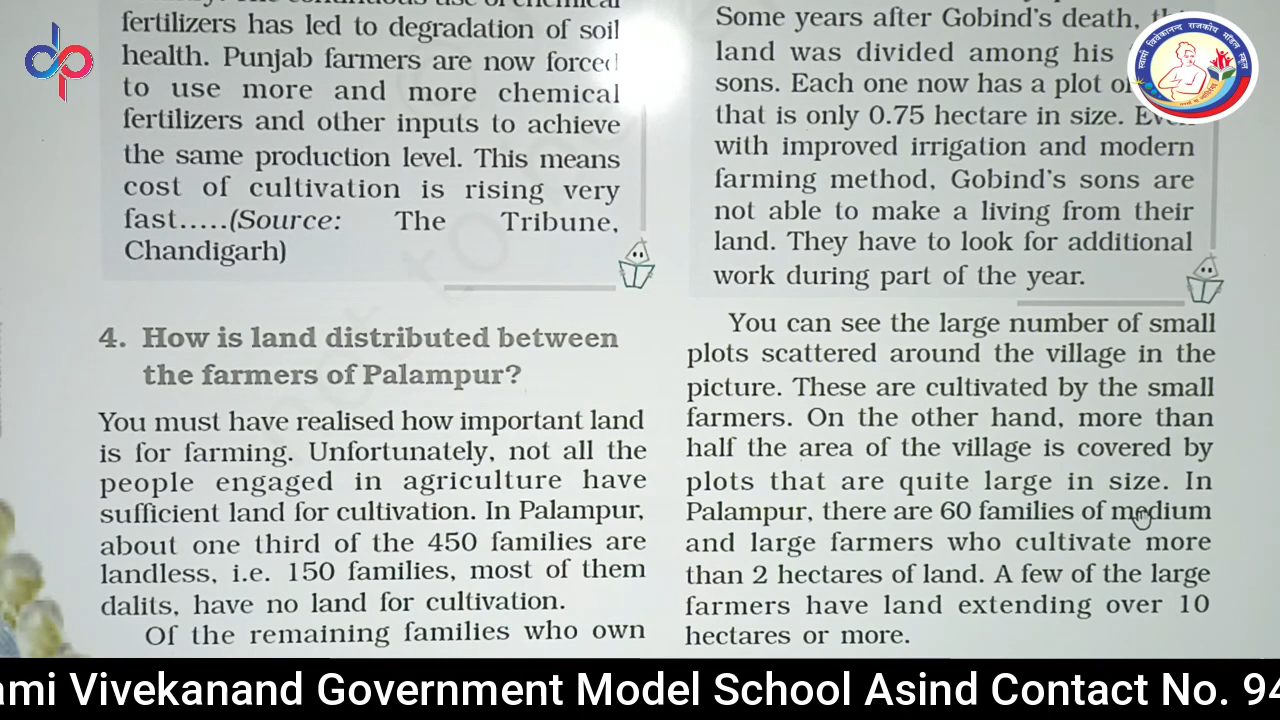 fertilizers has led to degradation of soil
health. Punjab farmers are now forced
to use more and more chemical
fertilizers and other inputs to achieve
the same production level. This means
cost of cultivation is rising very
fast.....(Source: The Tribune,
Chandigarh)
4. How is land distributed between
the farmers of Palampur?
You must have realised how important land
is for farming. Unfortunately, not all the
people engaged in agriculture have
sufficient land for cultivation. In Palampur,
about one third of the 450 families are
landless, i.e. 150 families, most of them
dalits, have no land for cultivation.
Of the remaining families who own
Some years after Gobind's death,
land was divided among his
sons. Each one now has a plot
that is only 0.75 hectare in size. Even
with improved irrigation and modern
farming method, Gobind's sons are
not able to make a living from their
land. They have to look for additional
work during part of the year.
You can see the large number of small
plots scattered around the village in the
picture. These are cultivated by the small
farmers. On the other hand, more than
half the area of the village is covered by
plots that are quite large in size. In
Palampur, there are 60 families of medium
and large farmers who cultivate more
than 2 hectares of land. A few of the large
farmers have land extending over 10
hectares or more.
dp
स्वामी विवेकानन्द राजकीय मॉडल स्कूल
ami Vivekanand Government Model School Asind Contact No. 94